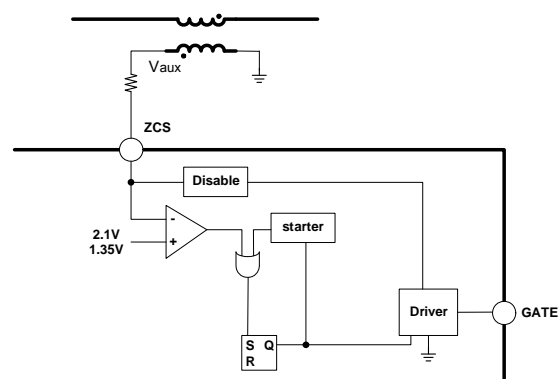 Vaux
ZCS
Disable
2.1V
1.35V
-
+
starter
Driver
GATE
S Q
R